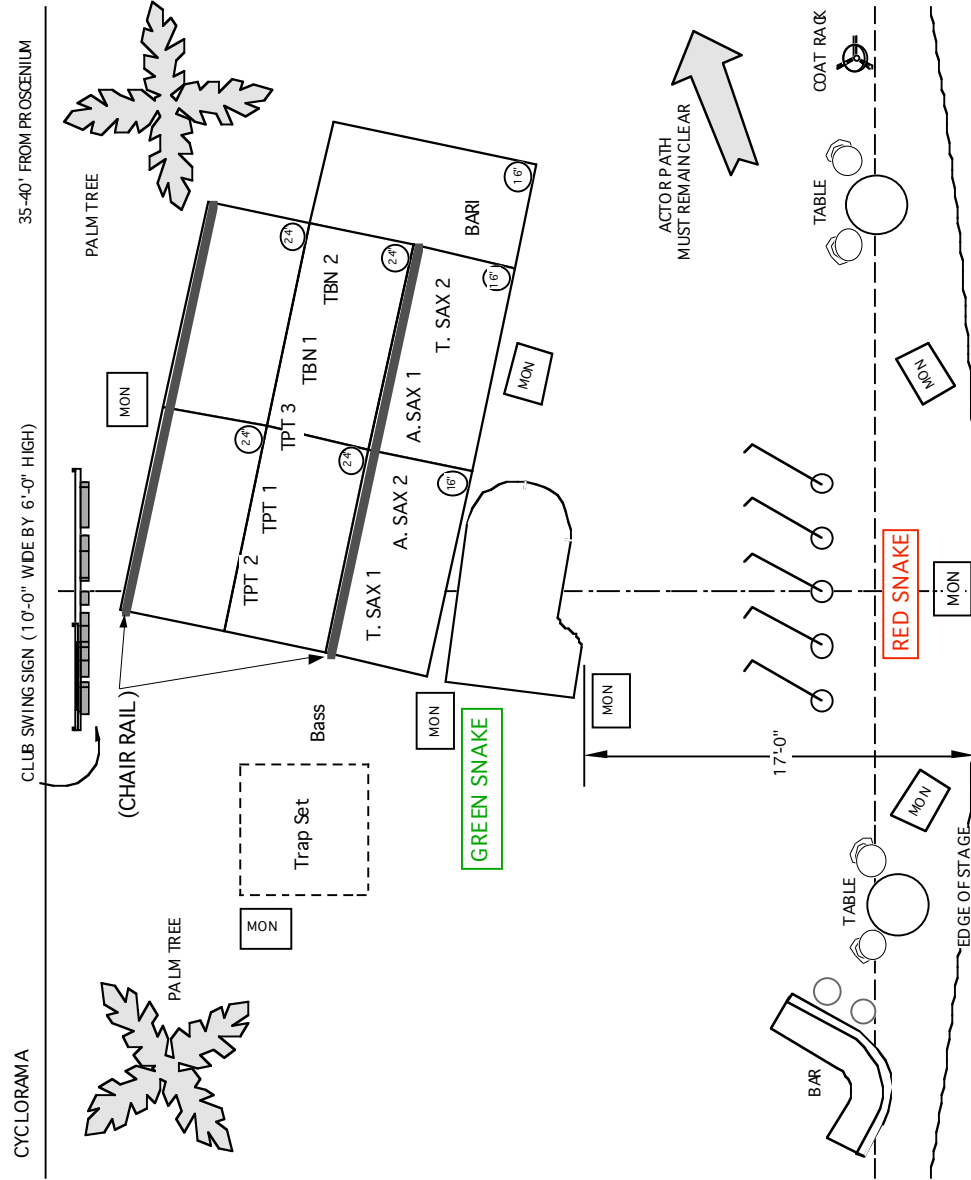 CYCLORAMA
CLUB SWING SIGN (10'-0" WIDE BY 6'-0" HIGH)
35-40' FROM PROSCENIUM
PALM TREE
PALM TREE
MON
(CHAIR RAIL)
24"
24"
TPT 2
TPT 1
TPT 3
TBN 1
TBN 2
24"
24"
T. SAX 1
A. SAX 2
A. SAX 1
T. SAX 2
BARI
16"
16"
16"
Bass
Trap Set
MON
MON
GREEN SNAKE
MON
MON
ACTOR PATH
MUST REMAIN CLEAR
17'-0"
RED SNAKE
MON
MON
MON
BAR
TABLE
TABLE
COAT RACK
EDGE OF STAGE